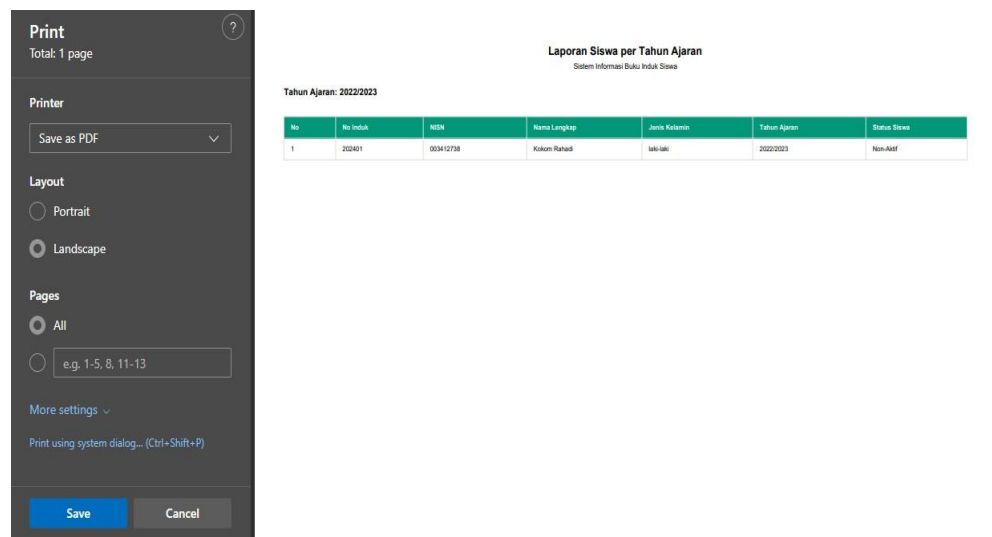 Print
?
Total: 1 page
Printer
Save as PDF
Layout
Portrait
Landscape
Pages
All
e.g. 1-5, 8, 11-13
More settings
Print using system dialog... (Ctrl+Shift+P)
Save Cancel
Laporan Siswa per Tahun Ajaran
Sistem Informasi Buku Induk Siswa
Tahun Ajaran: 2022/2023
No No Induk NISN Nama Lengkap Jenis Kelamin Tahun Ajaran Status Siswa
1 202401 003412738 Kokom Rahadi laki-laki 2022/2023 Non-Aktif